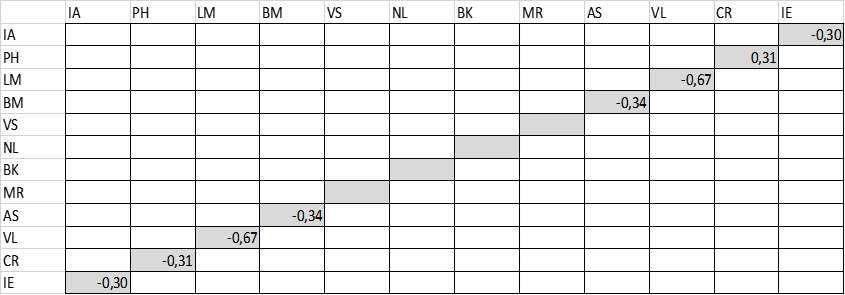 IA PH LM BM VS NL BK MR AS VL CR IE
IA -0,30
PH 0,31
LM -0,67
BM -0,34
VS
NL
BK
MR
AS -0,34
VL -0,67
CR -0,31
IE -0,30